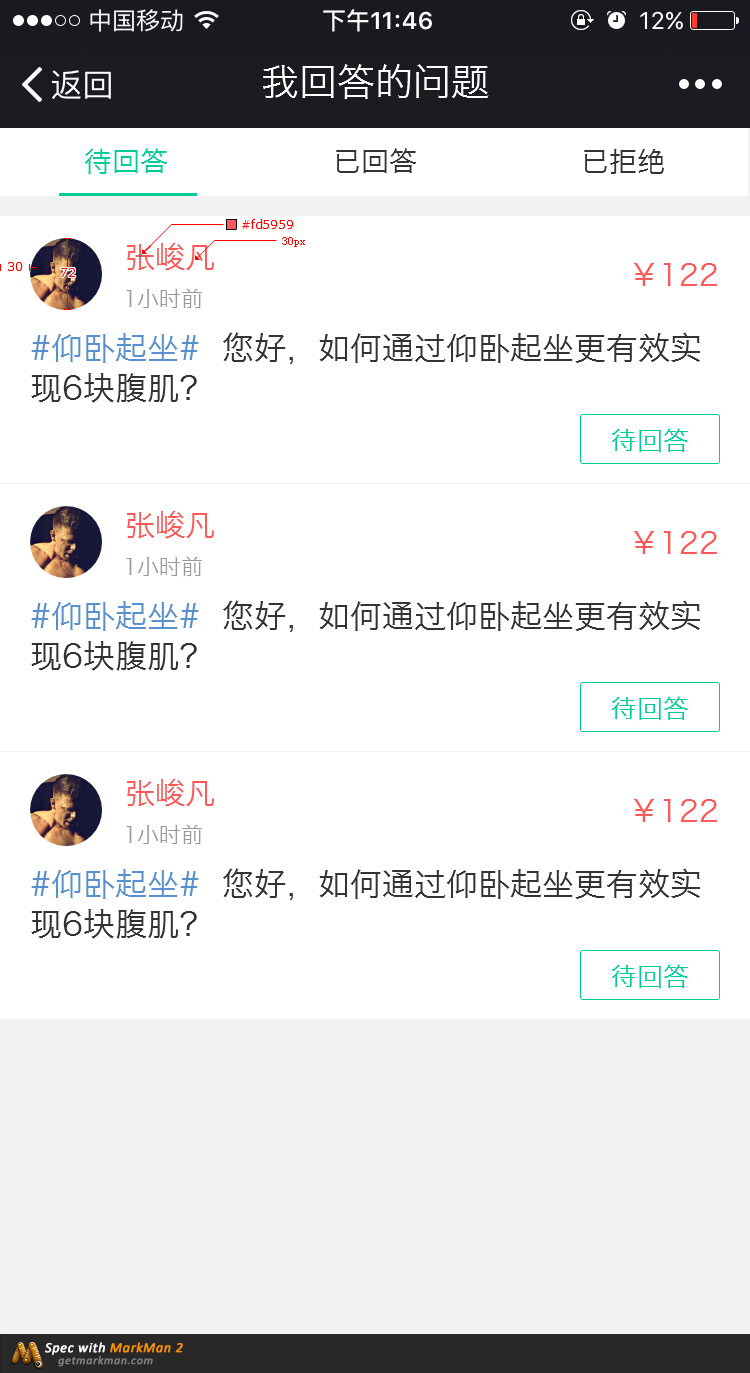 中国移动 下午11:46 12%
返回 我回答的问题
待回答 已回答 已拒绝
#fd5959
30px
30 72 张峻凡
¥122
1小时前
#仰卧起坐# 您好，如何通过仰卧起坐更有效实
现6块腹肌？
待回答
张峻凡
¥122
1小时前
#仰卧起坐# 您好，如何通过仰卧起坐更有效实
现6块腹肌？
待回答
张峻凡
¥122
1小时前
#仰卧起坐# 您好，如何通过仰卧起坐更有效实
现6块腹肌？
待回答
Spec with MarkMan 2
getmarkman.com